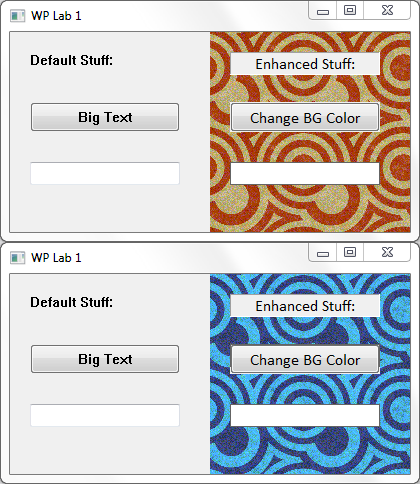 WP Lab 1
Default Stuff:
Enhanced Stuff:
Big Text
Change BG Color
WP Lab 1
Default Stuff:
Enhanced Stuff:
Big Text
Change BG Color